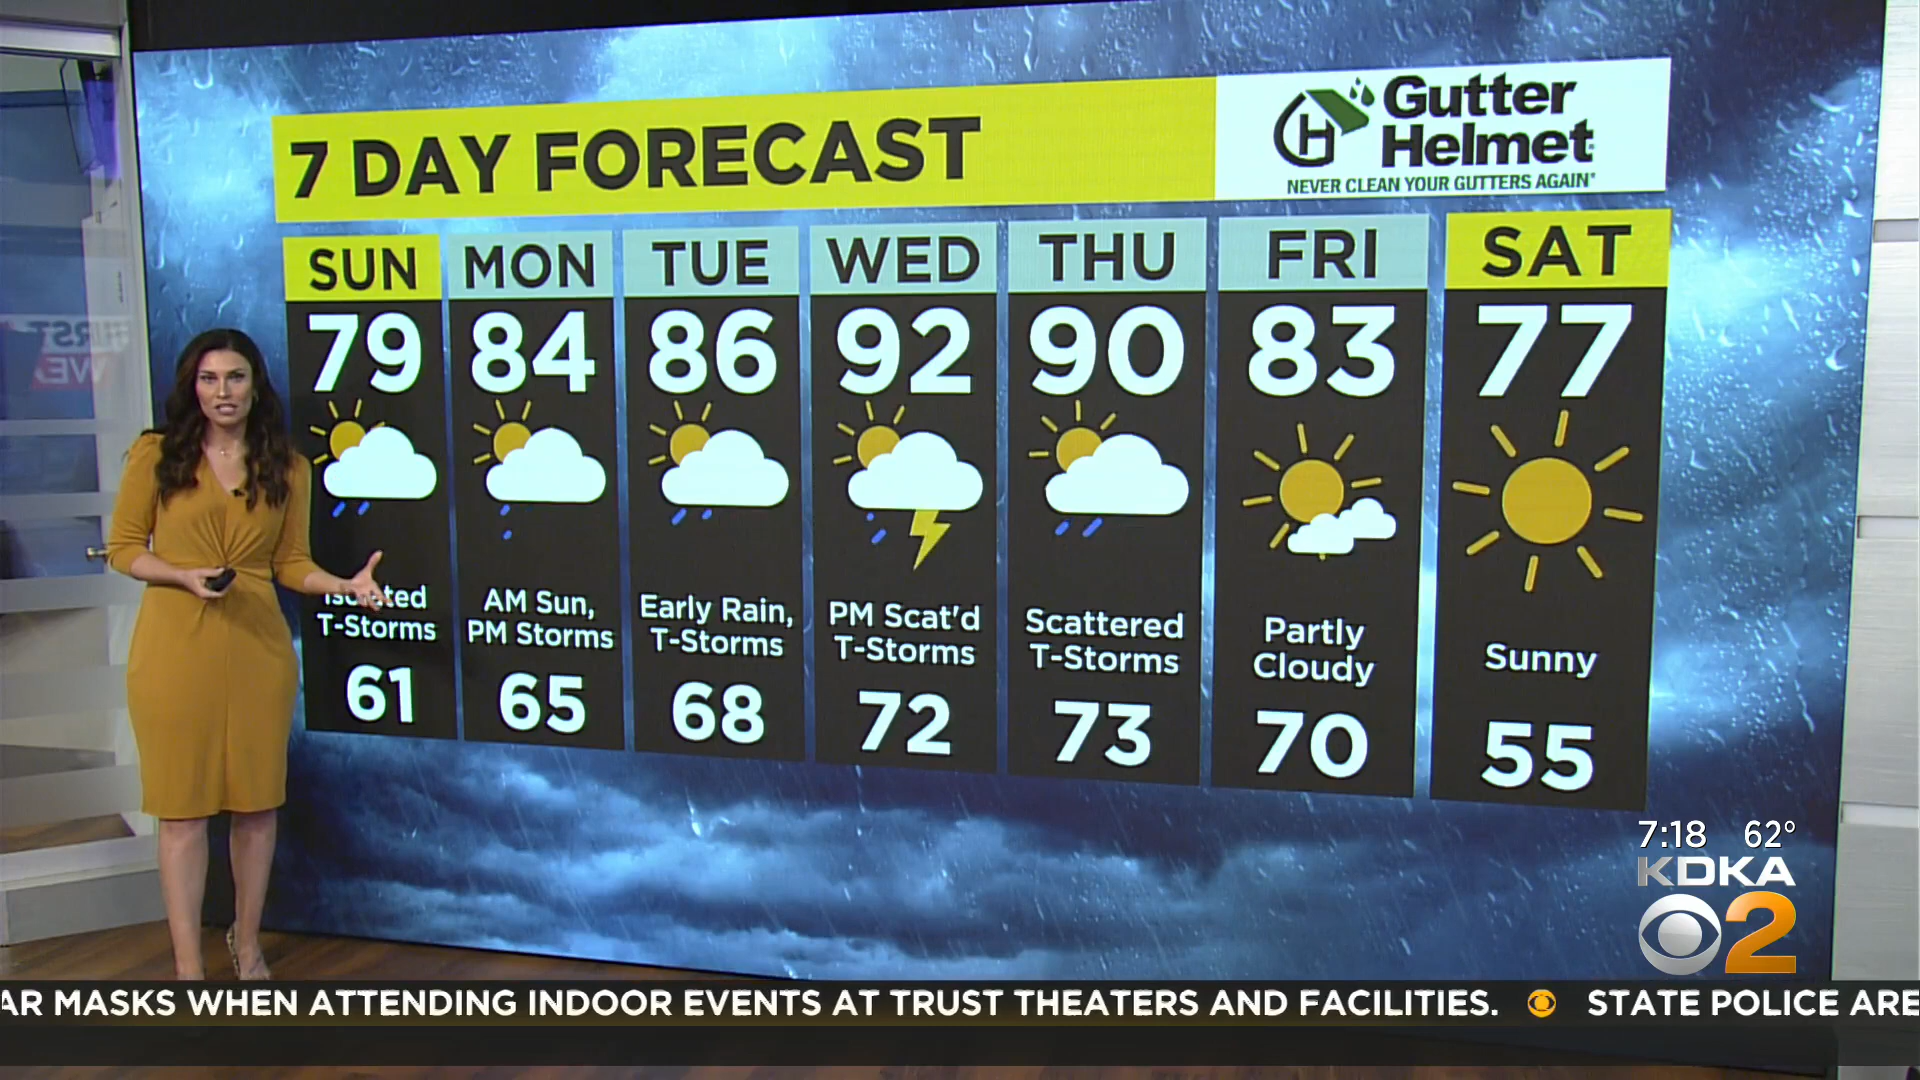 7 DAY FORECAST
Gutter
Helmet
NEVER CLEAN YOUR GUTTERS AGAIN
SUN MON TUE WED THU FRI SAT
79 84 86 92 90 83 77
T-Storms
61
AM Sun,
PM Storms
65
Early Rain,
T-Storms
68
PM Scat'd
T-Storms
72
Scattered
T-Storms
73
Partly
Cloudy
70
Sunny
55
7:18 62°
KDKA
2
AR MASKS WHEN ATTENDING INDOOR EVENTS AT TRUST THEATERS AND FACILITIES. STATE POLICE ARE